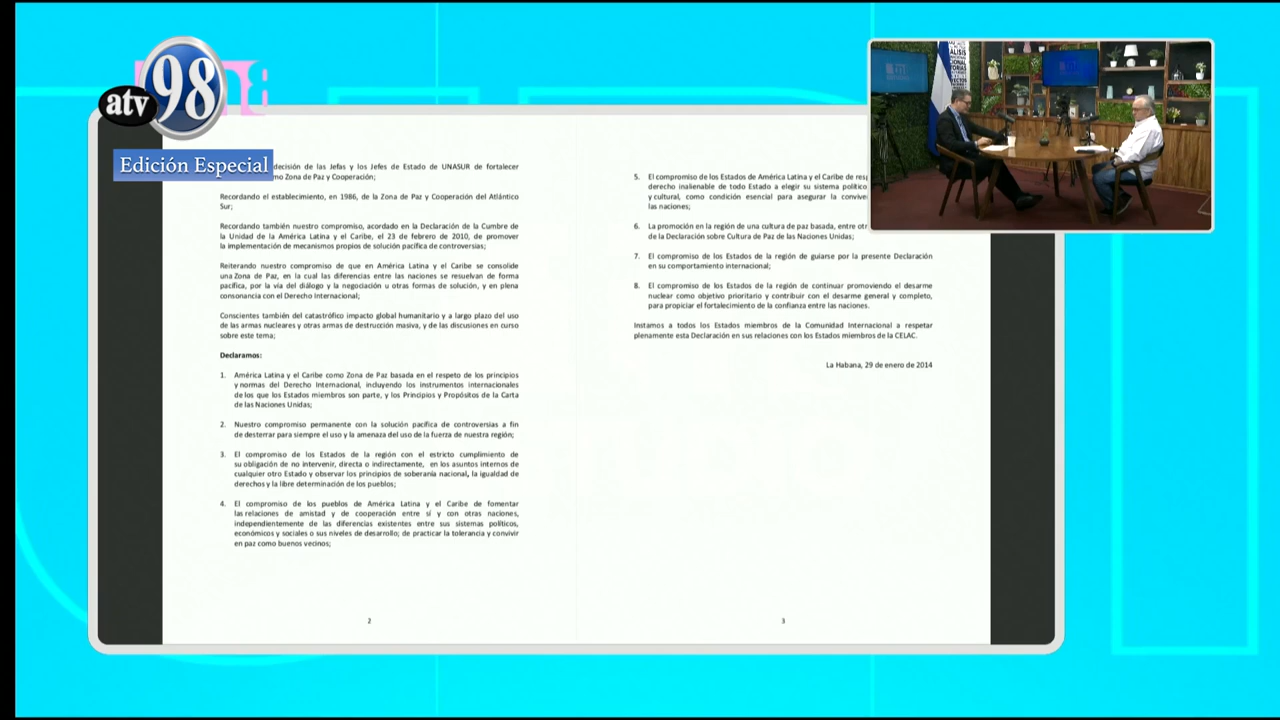 atv
98
Edición Especial
decisión de las Jefas y los Jefes de Estado de UNASUR de fortalecer
mo Zona de Paz y Cooperación;
Recordando el establecimiento, en 1986, de la Zona de Paz y Cooperación del Atlántico
Sur;
Recordando también nuestro compromiso, acordado en la Declaración de la Cumbre de
la Unidad de la América Latina y el Caribe, el 23 de febrero de 2010, de promover
la implementación de mecanismos propios de solución pacífica de controversias;
Reiterando nuestro compromiso de que en América Latina y el Caribe se consolide
una Zona de Paz, en la cual las diferencias entre las naciones se resuelvan de forma
pacífica, por la vía del diálogo y la negociación u otras formas de solución, y en plena
consonancia con el Derecho Internacional;
Conscientes también del catastrófico impacto global humanitario y a largo plazo del uso
de las armas nucleares y otras armas de destrucción masiva, y de las discusiones en curso
sobre este tema;
Declaramos:
1. América Latina y el Caribe como Zona de Paz basada en el respeto de los principios
y normas del Derecho Internacional, incluyendo los instrumentos internacionales
de los que los Estados miembros son parte, y los Principios y Propósitos de la Carta
de las Naciones Unidas;
2. Nuestro compromiso permanente con la solución pacífica de controversias a fin
de desterrar para siempre el uso y la amenaza del uso de la fuerza de nuestra región;
3. El compromiso de los Estados de la región con el estricto cumplimiento de
su obligación de no intervenir, directa o indirectamente, en los asuntos internos de
cualquier otro Estado y observar los principios de soberanía nacional, la igualdad de
derechos y la libre determinación de los pueblos;
4. El compromiso de los pueblos de América Latina y el Caribe de fomentar
las relaciones de amistad y de cooperación entre sí y con otras naciones,
independientemente de las diferencias existentes entre sus sistemas políticos,
económicos y sociales o sus niveles de desarrollo; de practicar la tolerancia y convivir
en paz como buenos vecinos;
2
5. El compromiso de los Estados de América Latina y el Caribe de resp
derecho inalienable de todo Estado a elegir su sistema político
y cultural, como condición esencial para asegurar la convive
las naciones;
6. La promoción en la región de una cultura de paz basada, entre otr
de la Declaración sobre Cultura de Paz de las Naciones Unidas;
7. El compromiso de los Estados de la región de guiarse por la presente Declaración
en su comportamiento internacional;
8. El compromiso de los Estados de la región de continuar promoviendo el desarme
nuclear como objetivo prioritario y contribuir con el desarme general y completo,
para propiciar el fortalecimiento de la confianza entre las naciones.
Instamos a todos los Estados miembros de la Comunidad Internacional a respetar
plenamente esta Declaración en sus relaciones con los Estados miembros de la CELAC.
La Habana, 29 de enero de 2014
3